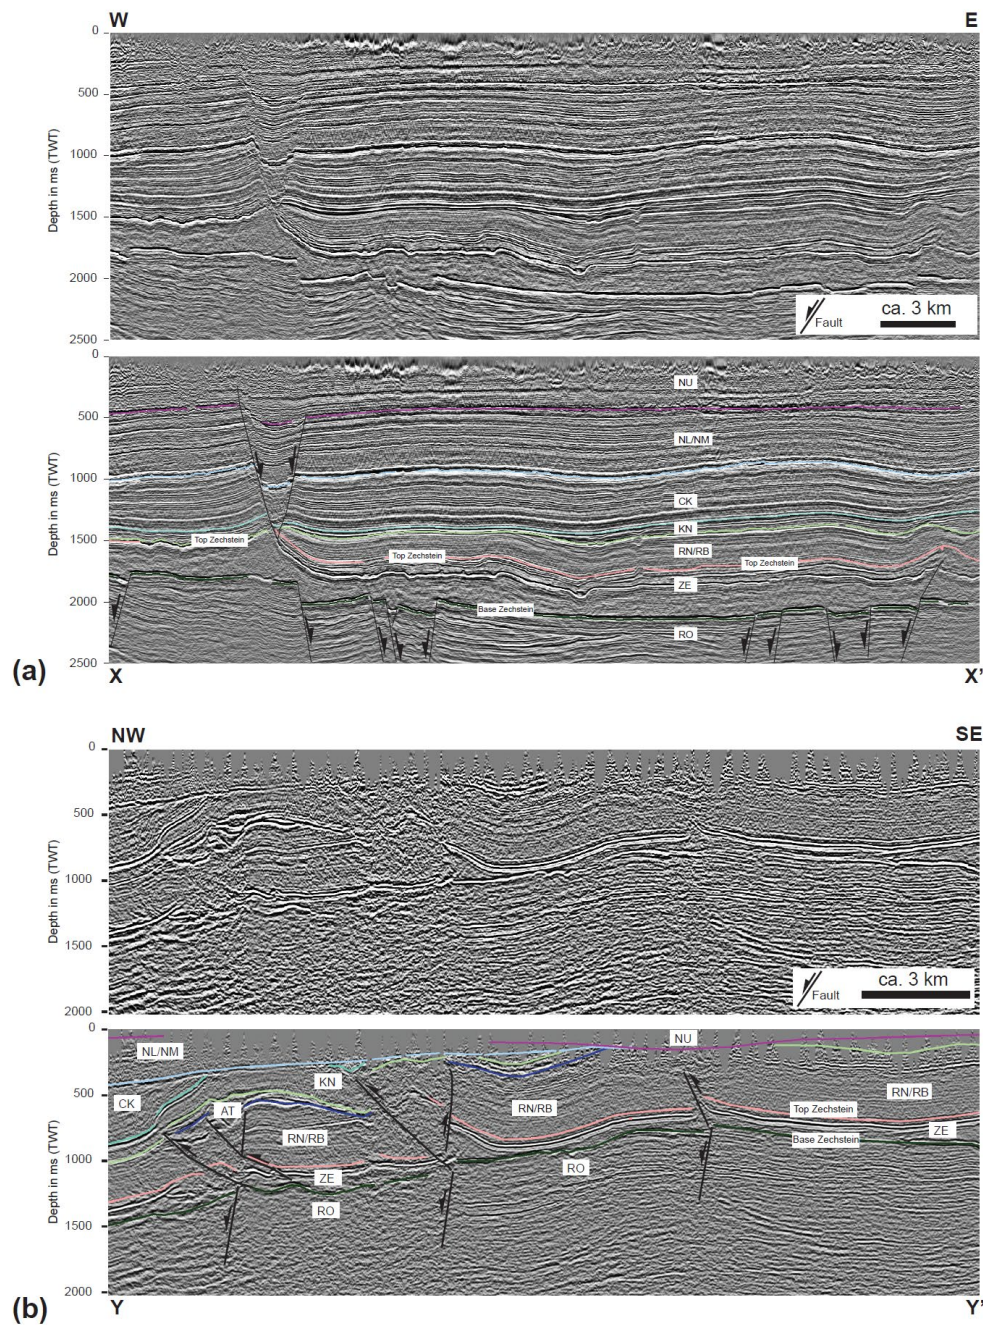 W E
0
500
1000
1500
2000
2500
Depth in ms (TWT)
Fault
ca. 3 km
0
500
1000
1500
2000
2500
Depth in ms (TWT)
NU
NL/NM
CK
KN
RN/RB
Top Zechstein
Top Zechstein
Top Zechstein
ZE
Base Zechstein
RO
(a)
X X'
NW SE
0
500
1000
1500
2000
Depth in ms (TWT)
Fault
ca. 3 km
0
500
1000
1500
2000
Depth in ms (TWT)
NU
NL/NM
KN
CK
AT
RN/RB
RN/RB
RN/RB
Top Zechstein
ZE
Base Zechstein
ZE
RO
RO
(b)
Y Y'